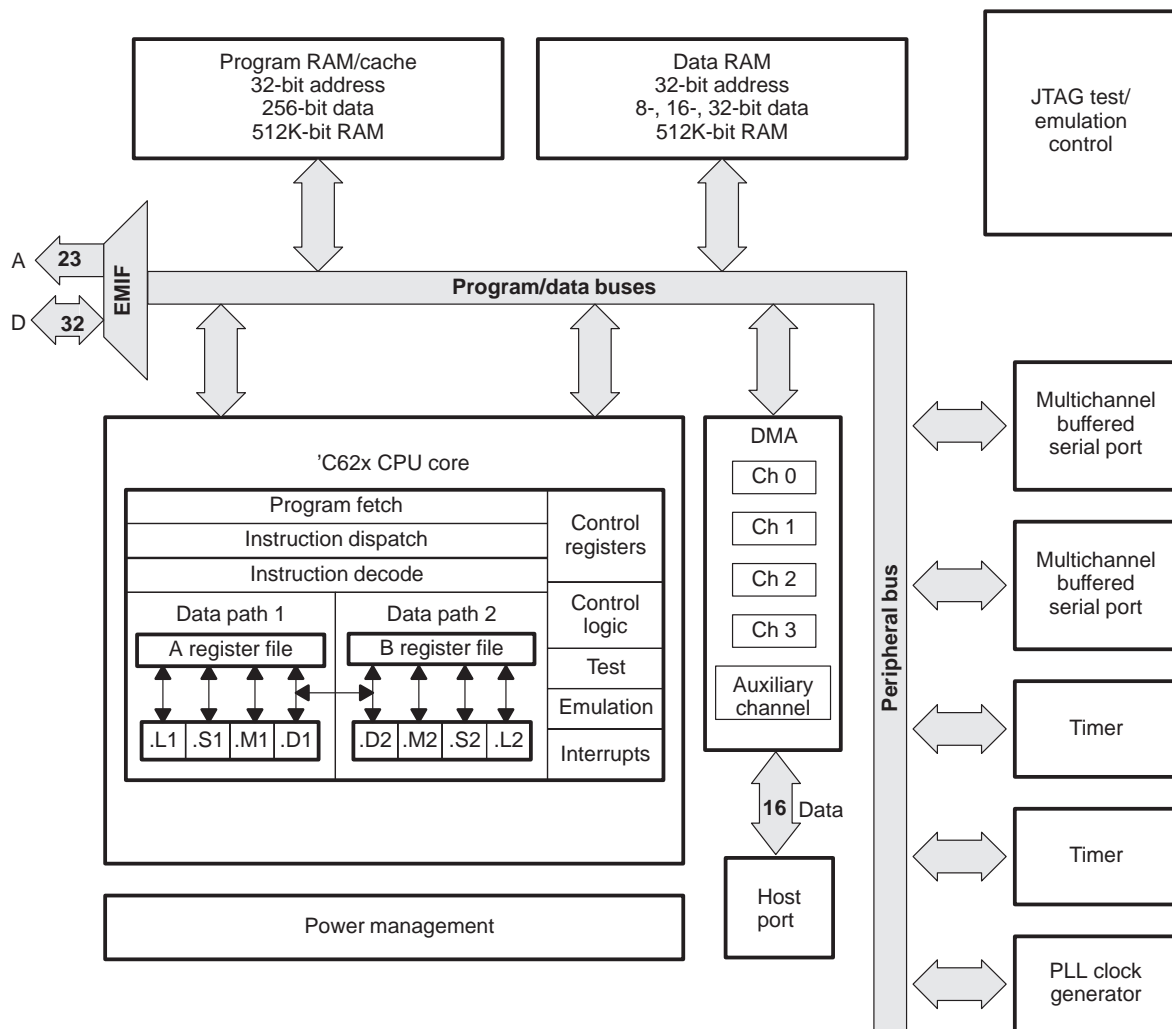 Program RAM/cache
32-bit address
256-bit data
512K-bit RAM
Data RAM
32-bit address
8-, 16-, 32-bit data
512K-bit RAM
JTAG test/
emulation
control
A
23
D
32
EMIF
Program/data buses
’C62x CPU core
Program fetch
Instruction dispatch
Instruction decode
Control
registers
Data path 1
Data path 2
Control
logic
A register file
B register file
Test
Emulation
Interrupts
.L1 .S1 .M1 .D1
.D2 .M2 .S2 .L2
DMA
Ch 0
Ch 1
Ch 2
Ch 3
Auxiliary
channel
16 Data
Host
port
Power management
Peripheral bus
Multichannel
buffered
serial port
Multichannel
buffered
serial port
Timer
Timer
PLL clock
generator